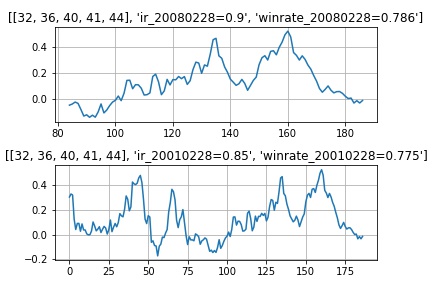 [[32, 36, 40, 41, 44], 'ir_20080228=0.9', 'winrate_20080228=0.786']
0.4
0.2
0.0
80 100 120 140 160 180
[[32, 36, 40, 41, 44], 'ir_20010228=0.85', 'winrate_20010228=0.775']
0.4
0.2
0.0
−0.2
0 25 50 75 100 125 150 175